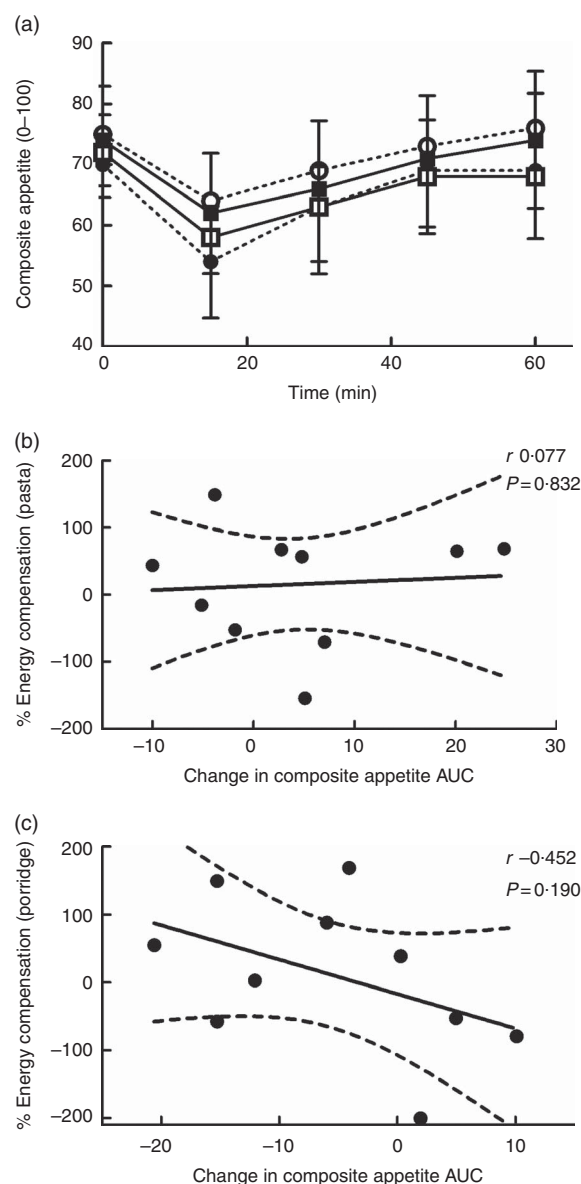 (a)
90
80
70
60
50
40
Composite appetite (0–100)
0
20
40
60
Time (min)
(b)
r 0·077
P=0·832
200
100
0
–100
–200
% Energy compensation (pasta)
–10
0
10
20
30
Change in composite appetite AUC
(c)
r –0·452
P=0·190
200
100
0
–100
–200
% Energy compensation (porridge)
–20
–10
0
10
Change in composite appetite AUC